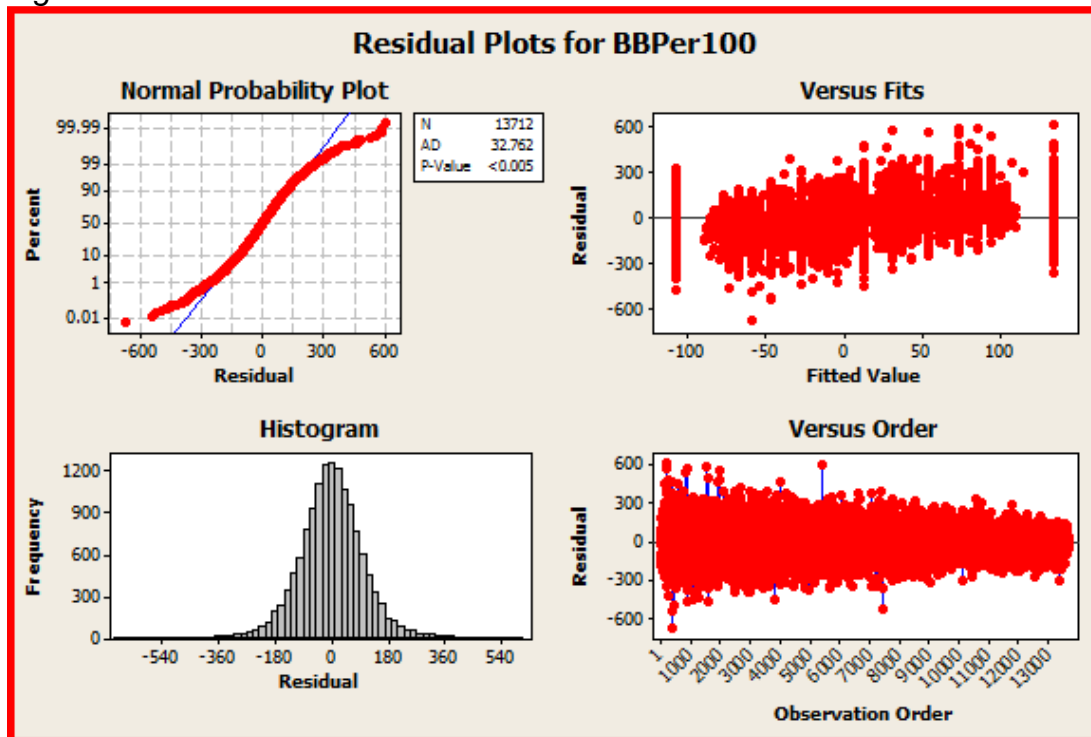 Residual Plots for BBPer100
Normal Probability Plot
99.99
99
90
50
10
1
0.01
Percent
-600 -300 0 300 600
Residual
N 13712
AD 32.762
P-Value <0.005
Versus Fits
600
300
0
-300
-600
Residual
-100 -50 0 50 100
Fitted Value
Histogram
1200
900
600
300
0
Frequency
-540 -360 -180 0 180 360 540
Residual
Versus Order
600
300
0
-300
-600
Residual
1 1000 2000 3000 4000 5000 6000 7000 8000 9000 10000 11000 12000 13000
Observation Order